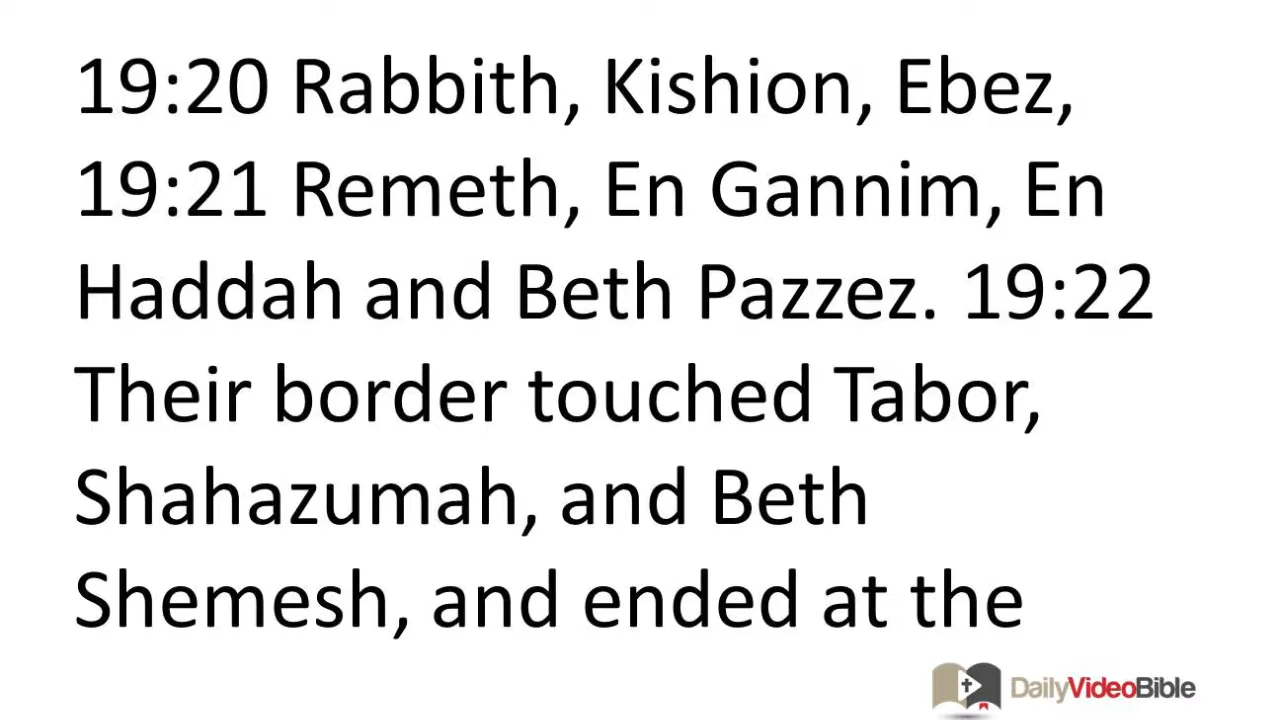 19:20 Rabbith, Kishion, Ebez,
19:21 Remeth, En Gannim, En
Haddah and Beth Pazzez. 19:22
Their border touched Tabor,
Shahazumah, and Beth
Shemesh, and ended at the
DailyVideoBible